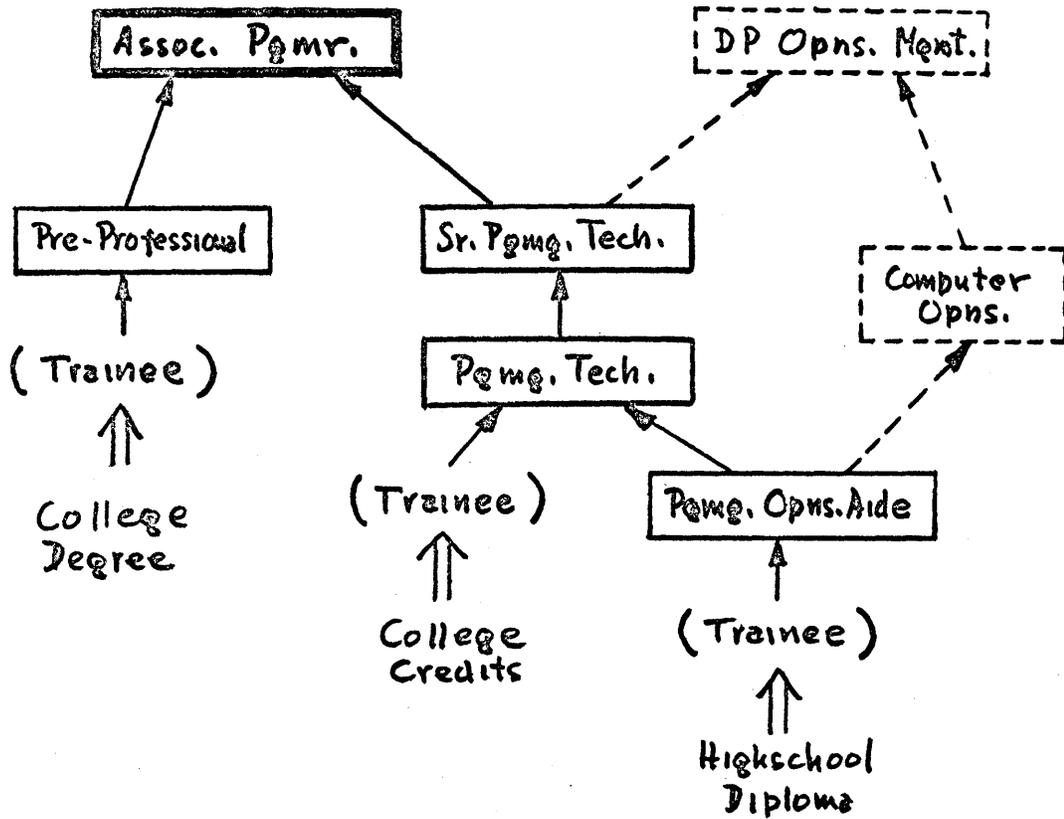 Assoc. Pgmr.
DP Opns. Mgmt.
Pre-Professional
Sr. Pgmg. Tech.
Computer
Opns.
(Trainee)
Pgmg. Tech.
College
Degree
(Trainee)
Pgmg. Opns. Aide
College
Credits
(Trainee)
Highschool
Diploma